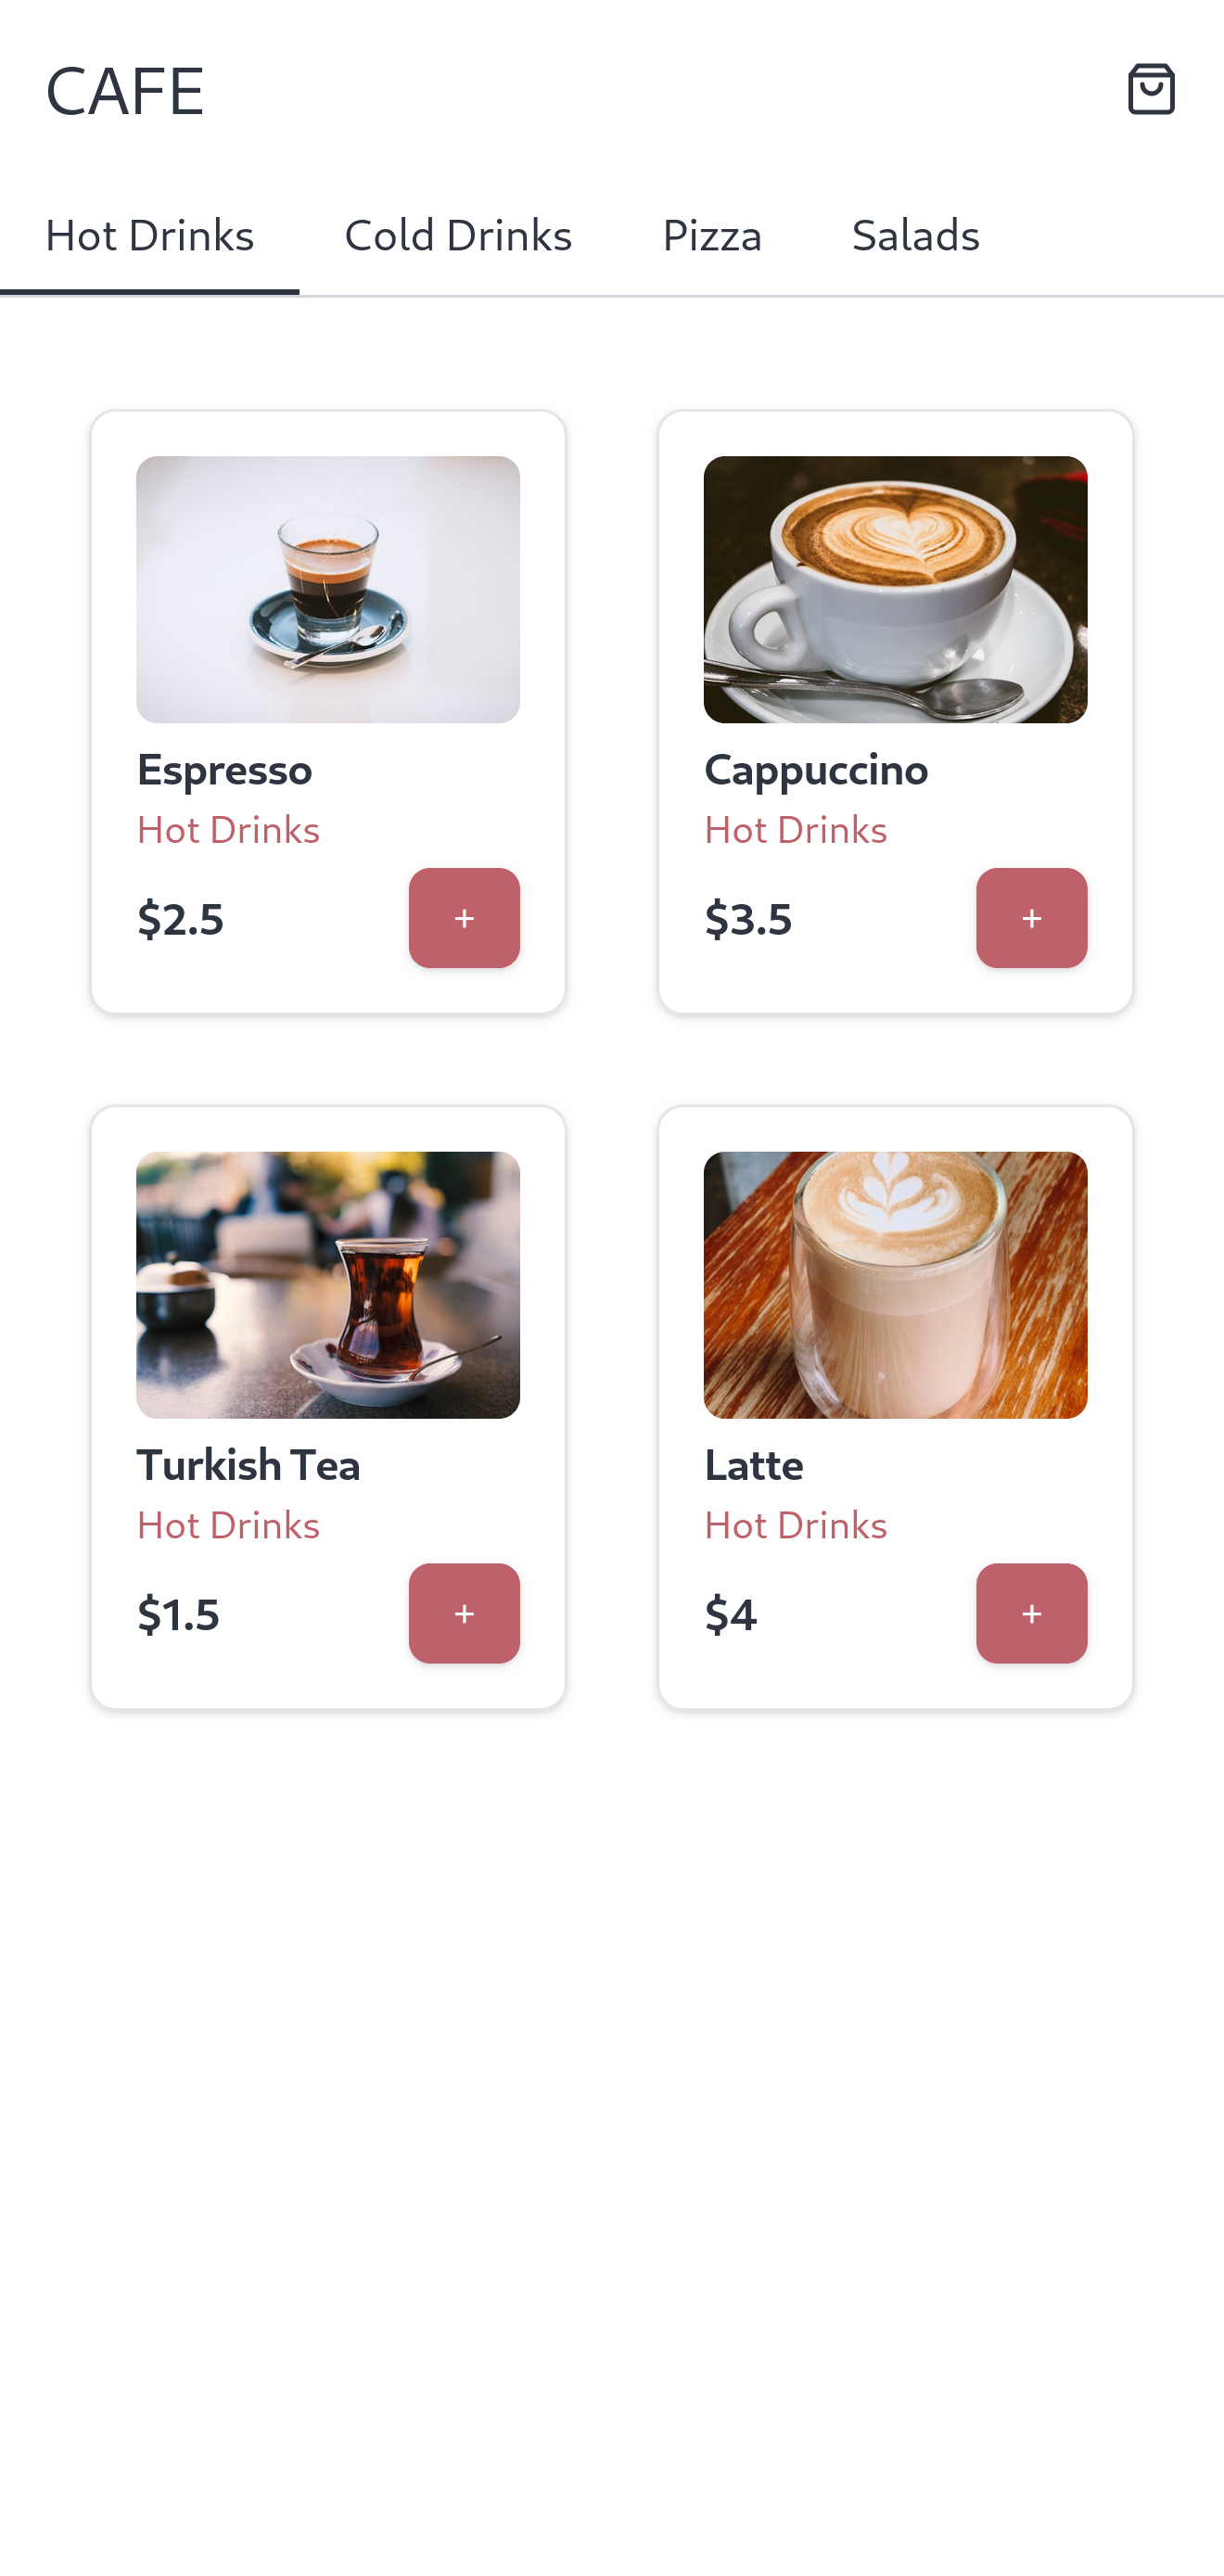 CAFE
Hot Drinks Cold Drinks Pizza Salads
Espresso
Hot Drinks
$2.5 +
Cappuccino
Hot Drinks
$3.5 +
Turkish Tea
Hot Drinks
$1.5 +
Latte
Hot Drinks
$4 +